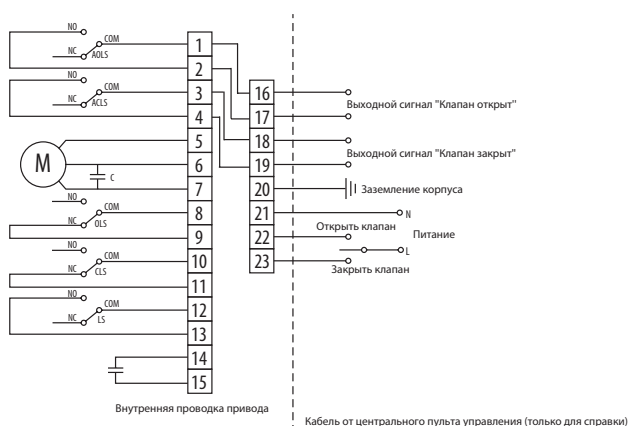 NO
COM
NC
AOLS
NO
COM
NC
ACLS
M
C
NO
COM
NC
OLS
NO
COM
NC
CLS
NO
COM
NC
LS
1
2
3
4
5
6
7
8
9
10
11
12
13
14
15
16
17
18
19
20
21
22
23
Выходной сигнал "Клапан открыт"
Выходной сигнал "Клапан закрыт"
Заземление корпуса
N
Открыть клапан
Питание
L
Закрыть клапан
Внутренняя проводка привода
Кабель от центрального пульта управления (только для справки)